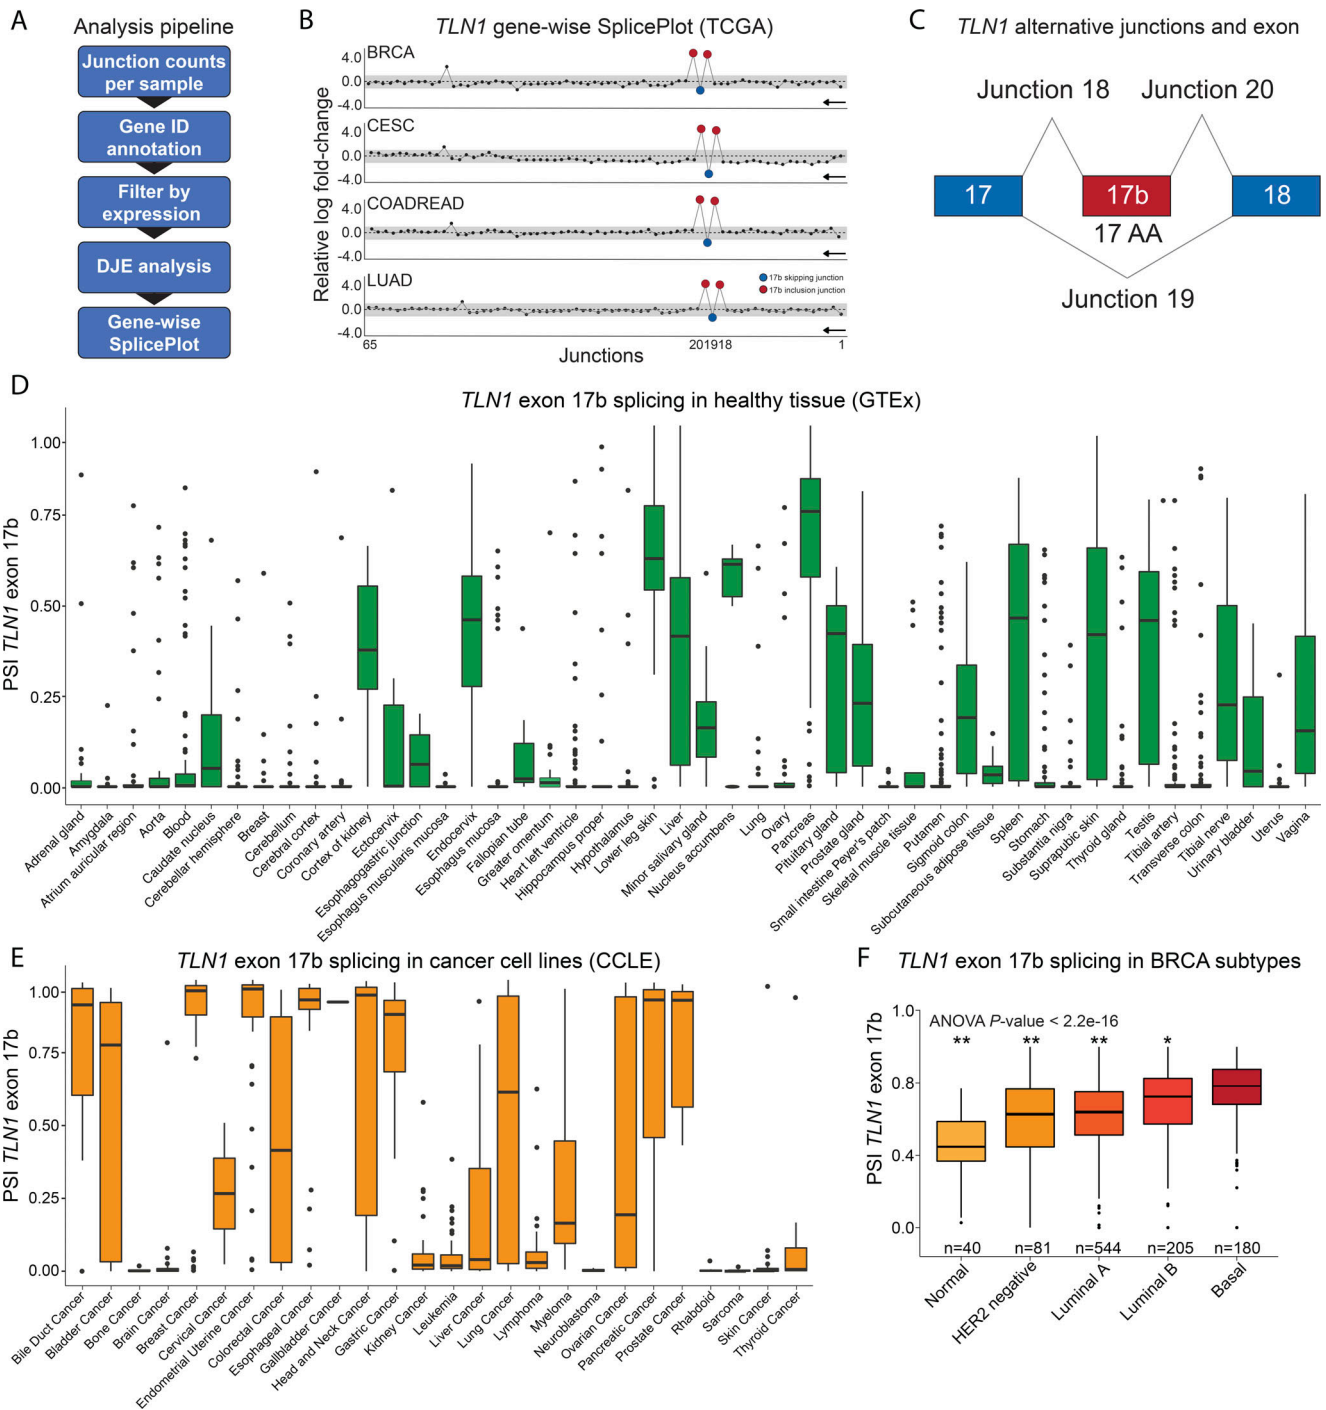 A
Analysis pipeline
Junction counts
per sample
Gene ID
annotation
Filter by
expression
DJE analysis
Gene-wise
SplicePlot
B
TLN1 gene-wise SplicePlot (TCGA)
Relative log fold-change
BRCA
4.0
0.0
-4.0
CESC
4.0
0.0
-4.0
COADREAD
4.0
0.0
-4.0
LUAD
4.0
0.0
-4.0
17b skipping junction
17b inclusion junction
65
201918
1
Junctions
C
TLN1 alternative junctions and exon
Junction 18
Junction 20
17
17b
18
17 AA
Junction 19
D
TLN1 exon 17b splicing in healthy tissue (GTEx)
PSI TLN1 exon 17b
1.00
0.75
0.50
0.25
0.00
Adrenal gland
Amygdala
Atrium auricular region
Aorta
Blood
Caudate nucleus
Cerebellar hemisphere
Breast
Cerebellum
Cerebral cortex
Coronary artery
Cortex of kidney
Ectocervix
Esophagogastric junction
Esophagus muscularis mucosa
Endocervix
Esophagus mucosa
Fallopian tube
Greater omentum
Heart left ventricle
Hippocampus proper
Hypothalamus
Lower leg skin
Liver
Minor salivary gland
Nucleus accumbens
Lung
Ovary
Pancreas
Pituitary gland
Prostate gland
Small intestine Peyer's patch
Skeletal muscle tissue
Putamen
Sigmoid colon
Subcutaneous adipose tissue
Spleen
Stomach
Substantia nigra
Suprapubic skin
Thyroid gland
Testis
Tibial artery
Transverse colon
Tibial nerve
Urinary bladder
Uterus
Vagina
E
TLN1 exon 17b splicing in cancer cell lines (CCLE)
PSI TLN1 exon 17b
1.00
0.75
0.50
0.25
0.00
Bile Duct Cancer
Bladder Cancer
Bone Cancer
Brain Cancer
Breast Cancer
Cervical Cancer
Endometrial Uterine Cancer
Colorectal Cancer
Esophageal Cancer
Gallbladder Cancer
Head and Neck Cancer
Gastric Cancer
Kidney Cancer
Leukemia
Liver Cancer
Lung Cancer
Lymphoma
Myeloma
Neuroblastoma
Ovarian Cancer
Pancreatic Cancer
Prostate Cancer
Rhabdoid
Sarcoma
Skin Cancer
Thyroid Cancer
F
TLN1 exon 17b splicing in BRCA subtypes
PSI TLN1 exon 17b
1.0
0.8
0.4
0.0
ANOVA P-value < 2.2e-16
** ** ** *
n=40 n=81 n=544 n=205 n=180
Normal
HER2 negative
Luminal A
Luminal B
Basal